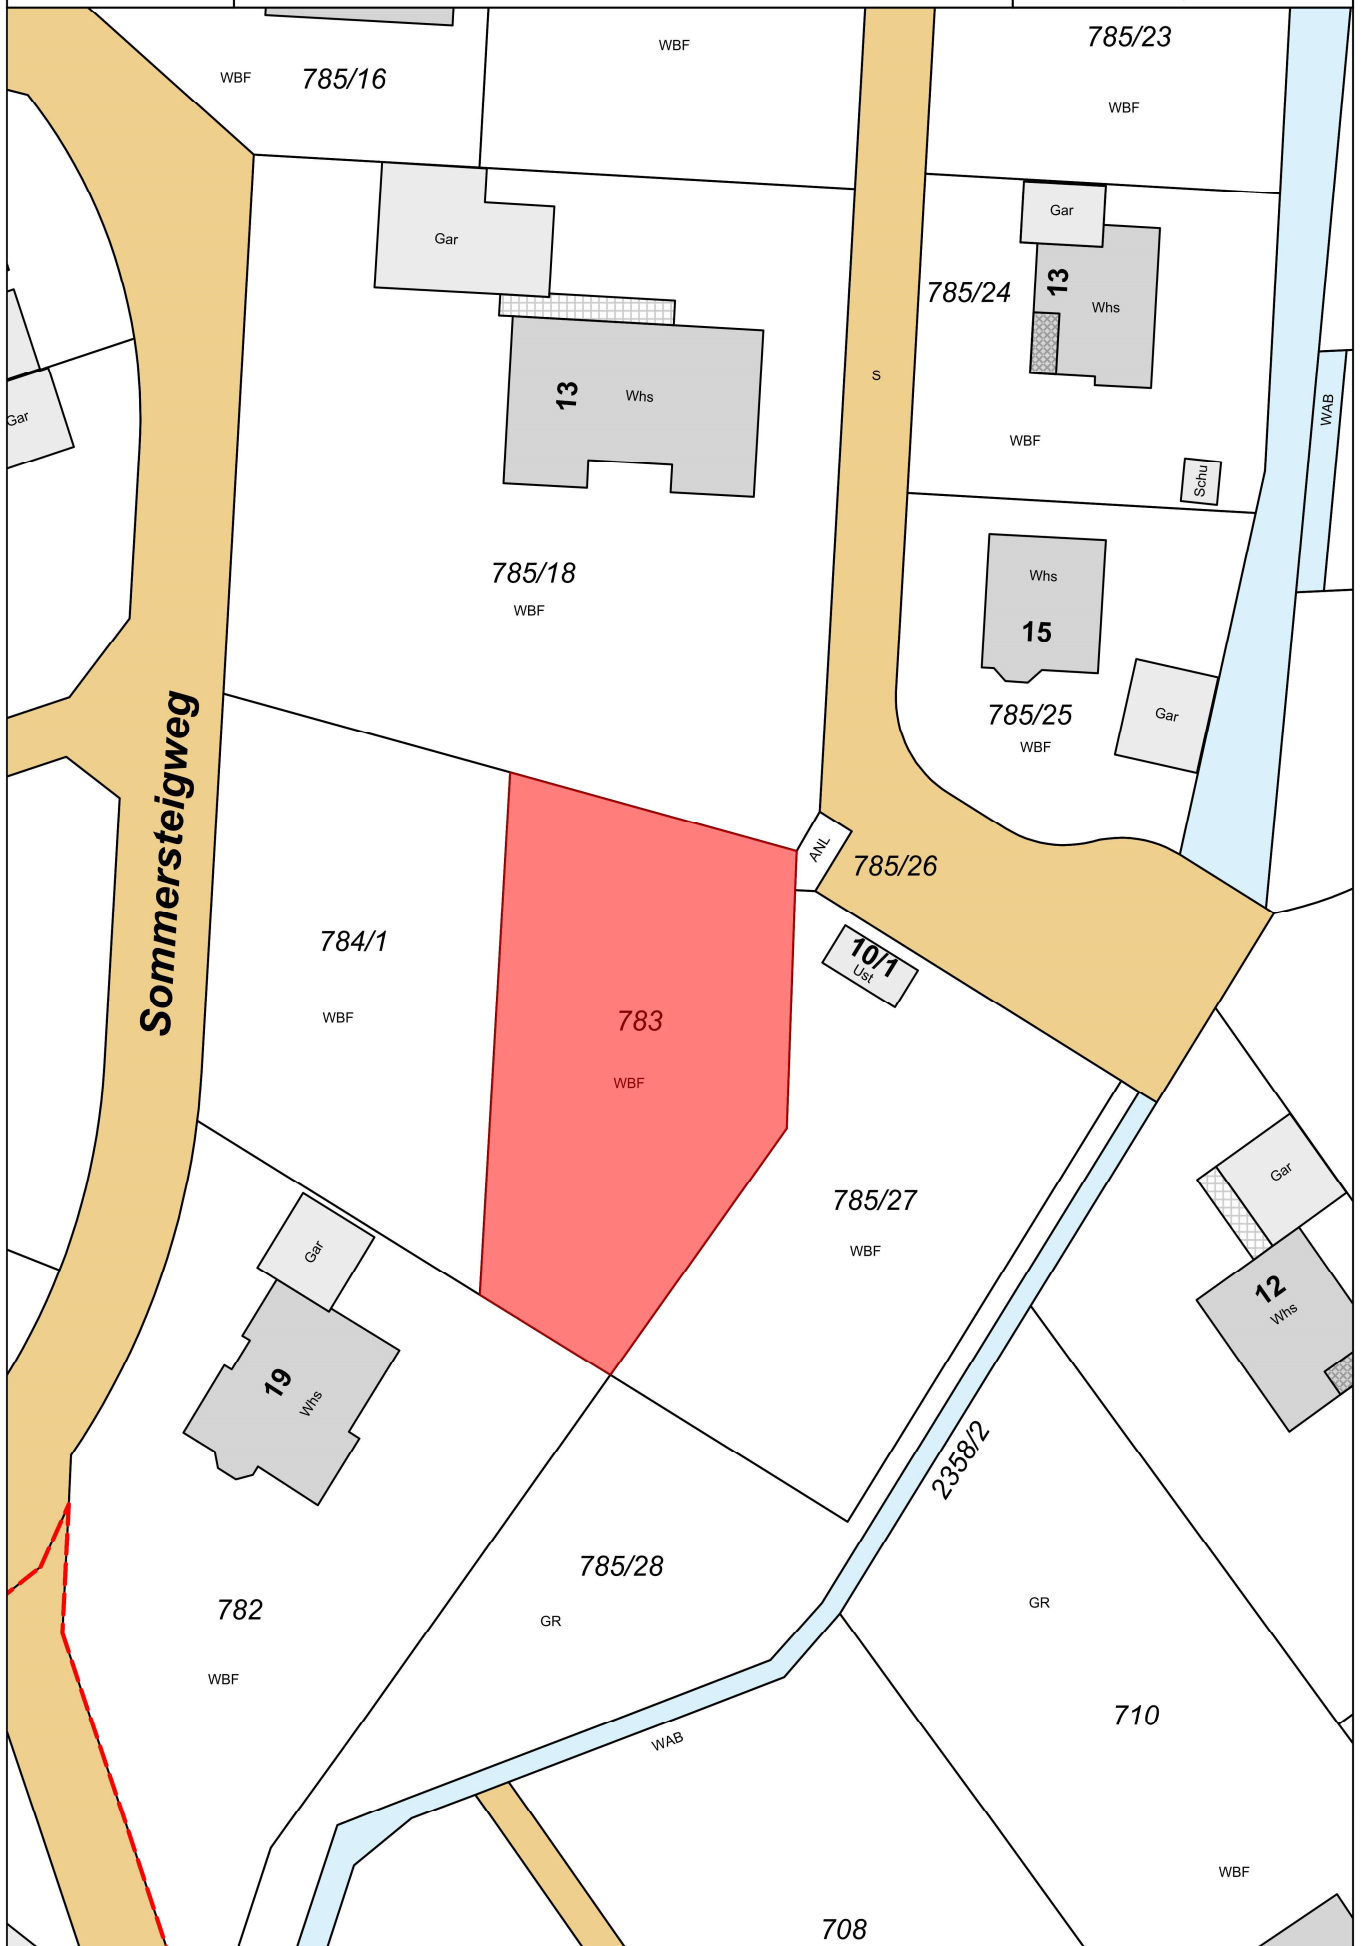 WBF
785/16
WBF
785/23
WBF
Gar
Gar
785/24
13
Whs
S
13
Whs
WAB
Gar
WBF
Schu
785/18
WBF
Whs
15
785/25
WBF
Gar
Sommersteigweg
ANL
785/26
784/1
WBF
10/1
Ust
783
WBF
785/27
WBF
Gar
Gar
12
Whs
19
Whs
2358/2
785/28
GR
782
WBF
GR
710
WAB
WBF
708